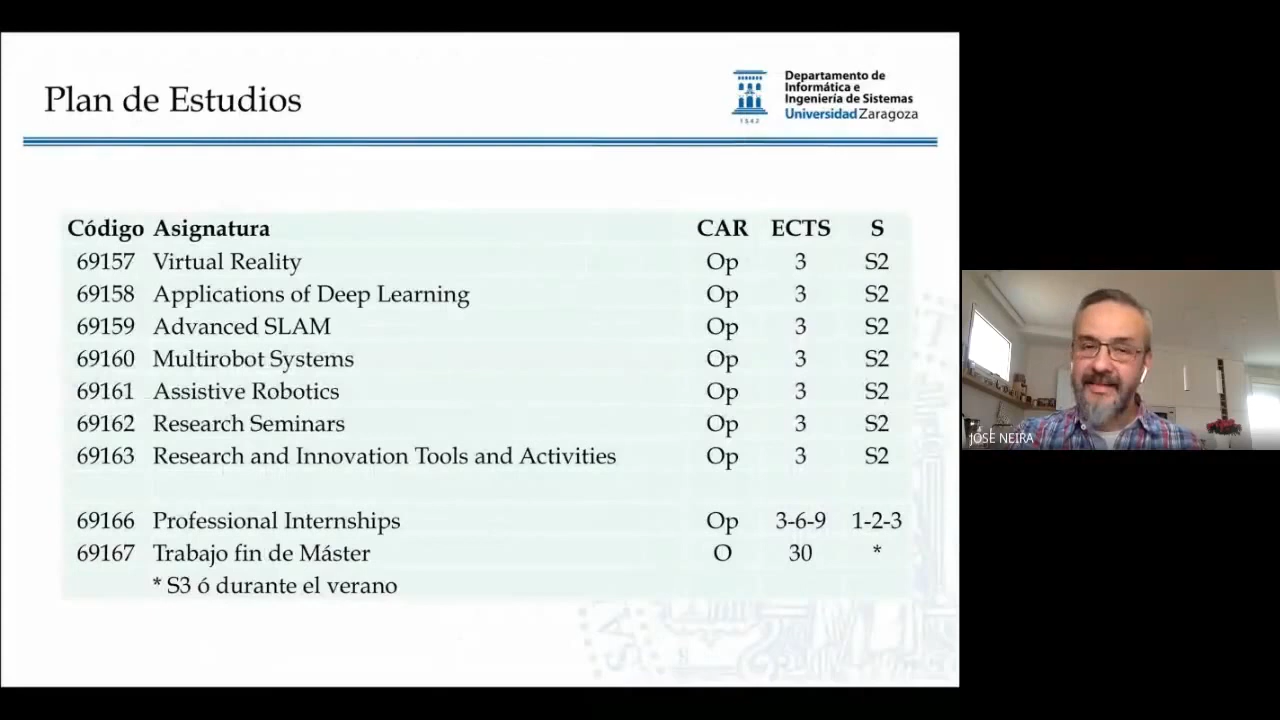 Plan de Estudios
Departamento de
Informática e
Ingeniería de Sistemas
Universidad Zaragoza
1542
Código Asignatura CAR ECTS S
69157 Virtual Reality Op 3 S2
69158 Applications of Deep Learning Op 3 S2
69159 Advanced SLAM Op 3 S2
69160 Multirobot Systems Op 3 S2
69161 Assistive Robotics Op 3 S2
69162 Research Seminars Op 3 S2
69163 Research and Innovation Tools and Activities Op 3 S2
69166 Professional Internships Op 3-6-9 1-2-3
69167 Trabajo fin de Máster O 30 *
* S3 ó durante el verano
JOSE NEIRA